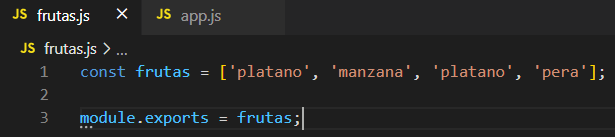 JS frutas.js × JS app.js
JS frutas.js > ...
1 const frutas = ['platano', 'manzana', 'platano', 'pera'];
2
3 module.exports = frutas;